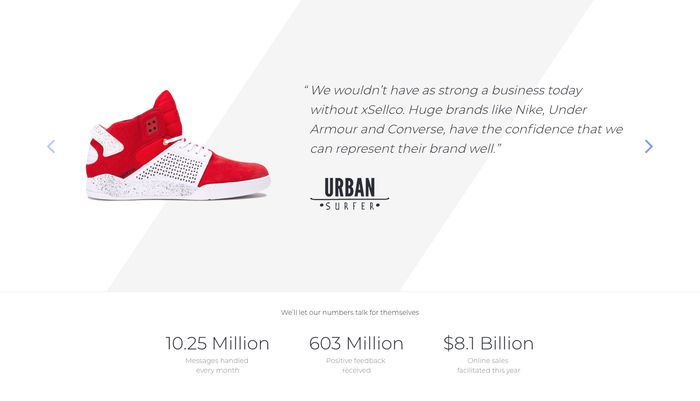 “ We wouldn’t have as strong a business today
without xSellco. Huge brands like Nike, Under
Armour and Converse, have the confidence that we
can represent their brand well.”
URBAN
SURFER
We’ll let our numbers talk for themselves
10.25 Million
Messages handled
every month
603 Million
Positive feedback
received
$8.1 Billion
Online sales
facilitated this year